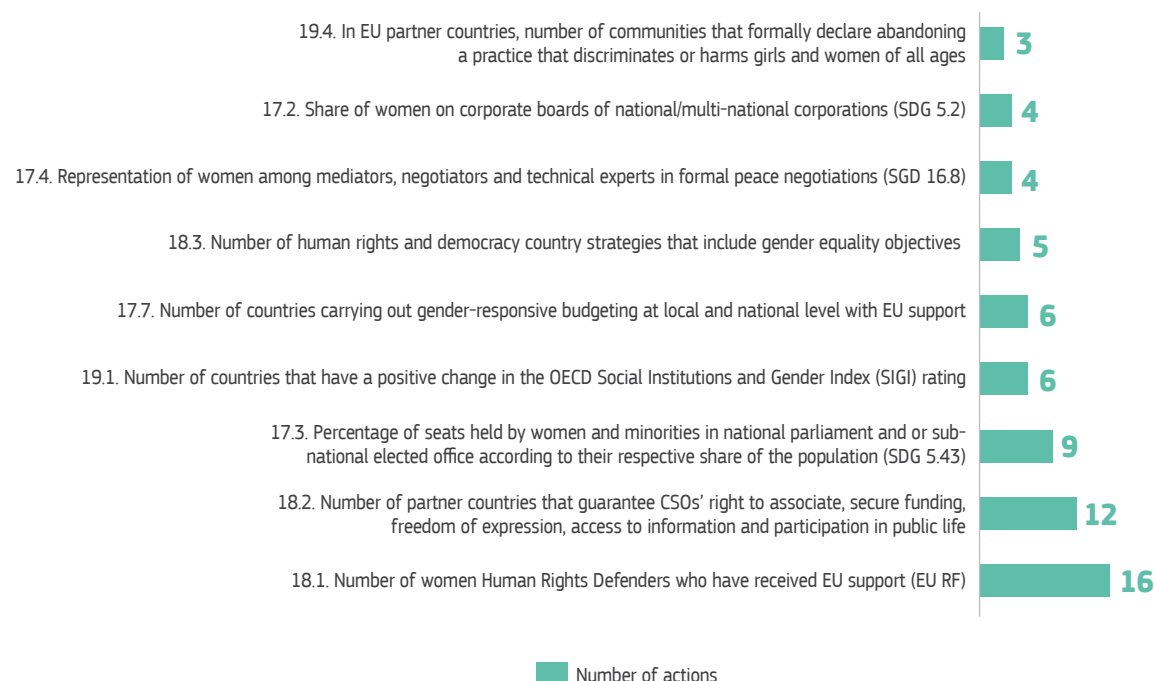 19.4. In EU partner countries, number of communities that formally declare abandoning
a practice that discriminates or harms girls and women of all ages
3
17.2. Share of women on corporate boards of national/multi-national corporations (SDG 5.2)
4
17.4. Representation of women among mediators, negotiators and technical experts in formal peace negotiations (SGD 16.8)
4
18.3. Number of human rights and democracy country strategies that include gender equality objectives
5
17.7. Number of countries carrying out gender-responsive budgeting at local and national level with EU support
6
19.1. Number of countries that have a positive change in the OECD Social Institutions and Gender Index (SIGI) rating
6
17.3. Percentage of seats held by women and minorities in national parliament and or sub-
national elected office according to their respective share of the population (SDG 5.43)
9
18.2. Number of partner countries that guarantee CSOs' right to associate, secure funding,
freedom of expression, access to information and participation in public life
12
18.1. Number of women Human Rights Defenders who have received EU support (EU RF)
16
Number of actions